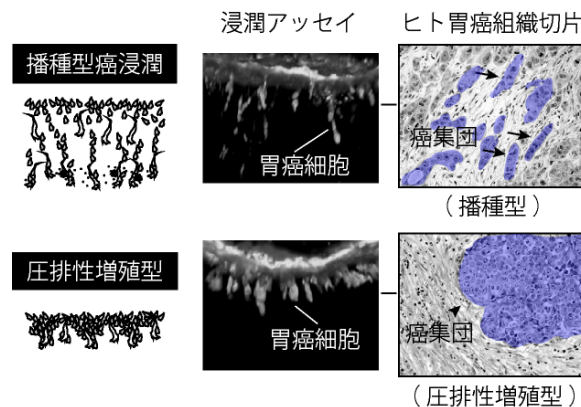 浸潤アッセイ
ヒト胃癌組織切片
播種型癌浸潤
胃癌細胞
癌集団
（播種型）
圧排性増殖型
胃癌細胞
癌集団
（圧排性増殖型）